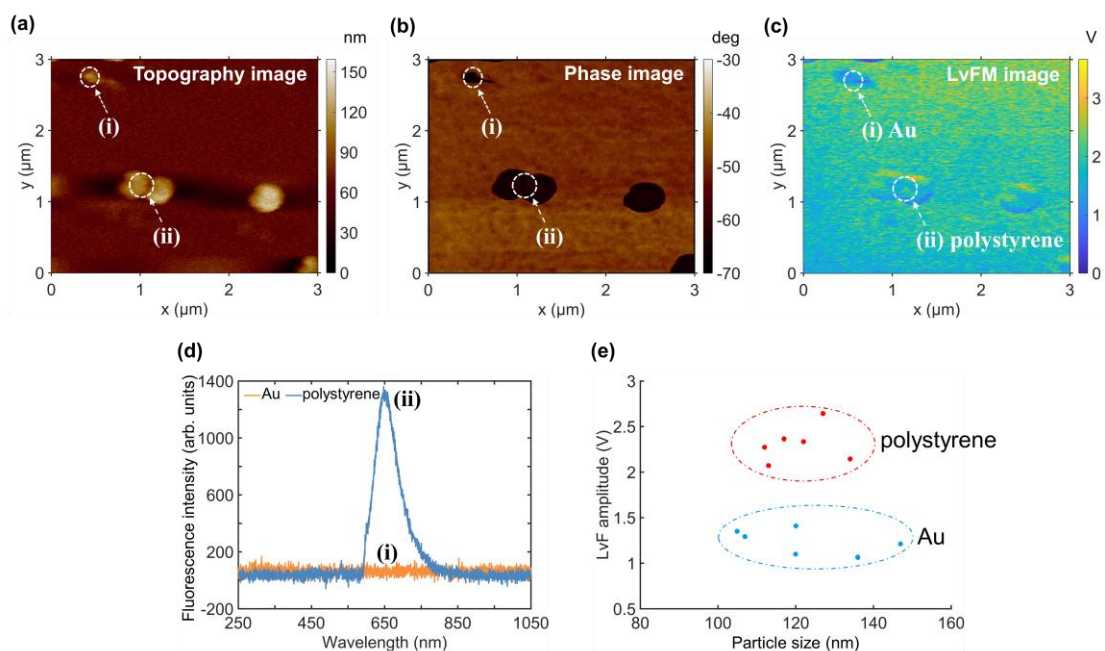 (a)
nm
Topography image
(i)
(ii)
3
2
1
0
y (µm)
0
1
2
3
x (µm)
150
120
90
60
30
0
(b)
deg
Phase image
(i)
(ii)
3
2
1
0
y (µm)
0
1
2
3
x (µm)
-30
-40
-50
-60
-70
(c)
V
LvFM image
(i) Au
(ii) polystyrene
3
2
1
0
y (µm)
0
1
2
3
x (µm)
3
2
1
0
(d)
Au
polystyrene
(ii)
(i)
1400
1100
800
500
200
-200
Fluorescence intensity (arb. units)
250
450
650
850
1050
Wavelength (nm)
(e)
3
2.5
2
1.5
1
0.5
LvF amplitude (V)
polystyrene
Au
80
100
120
140
160
Particle size (nm)